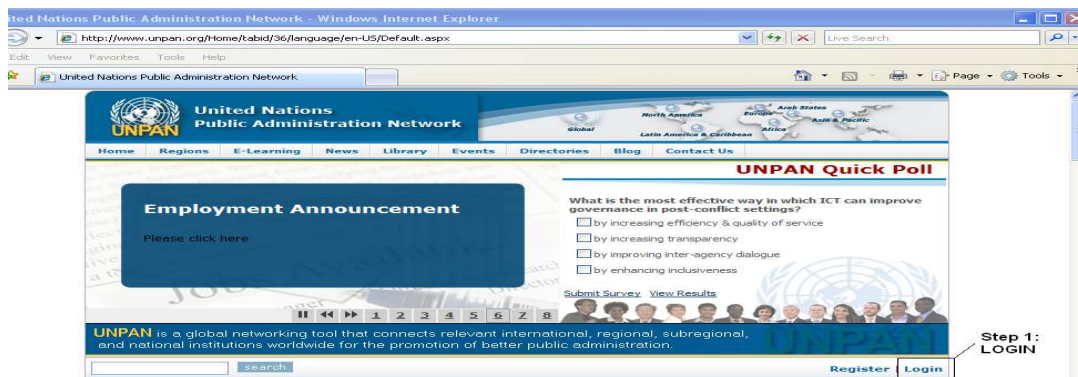 ited Nations Public Administration Network - Windows Internet Explorer
http://www.unpan.org/Home/tabid/36/language/en-US/Default.aspx
Live Search
Edit View Favorites Tools Help
United Nations Public Administration Network
Page Tools
UNPAN
United Nations
Public Administration Network
Global
North America
Latin America & Caribbean
Europe
Africa
Arab States
Asia & Pacific
Home Regions E-Learning News Library Events Directories Blog Contact Us
UNPAN Quick Poll
Employment Announcement
Please click here
What is the most effective way in which ICT can improve
governance in post-conflict settings?
by increasing efficiency & quality of service
by increasing transparency
by improving inter-agency dialogue
by enhancing inclusiveness
Submit Survey View Results
1 2 3 4 5 6 7 8
UNPAN is a global networking tool that connects relevant international, regional, subregional,
and national institutions worldwide for the promotion of better public administration.
UNPAN
search
Register | Login
Step 1:
LOGIN